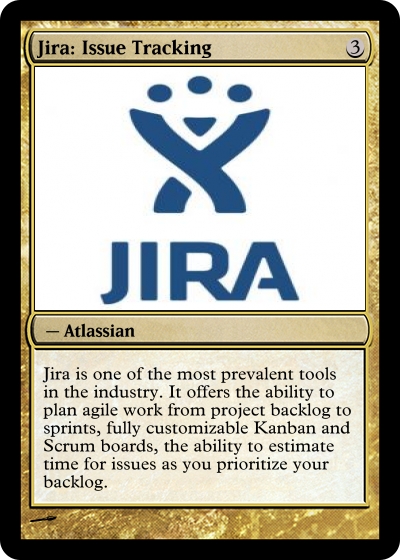 Jira: Issue Tracking 3
JIRA
— Atlassian
Jira is one of the most prevalent tools
in the industry. It offers the ability to
plan agile work from project backlog to
sprints, fully customizable Kanban and
Scrum boards, the ability to estimate
time for issues as you prioritize your
backlog.